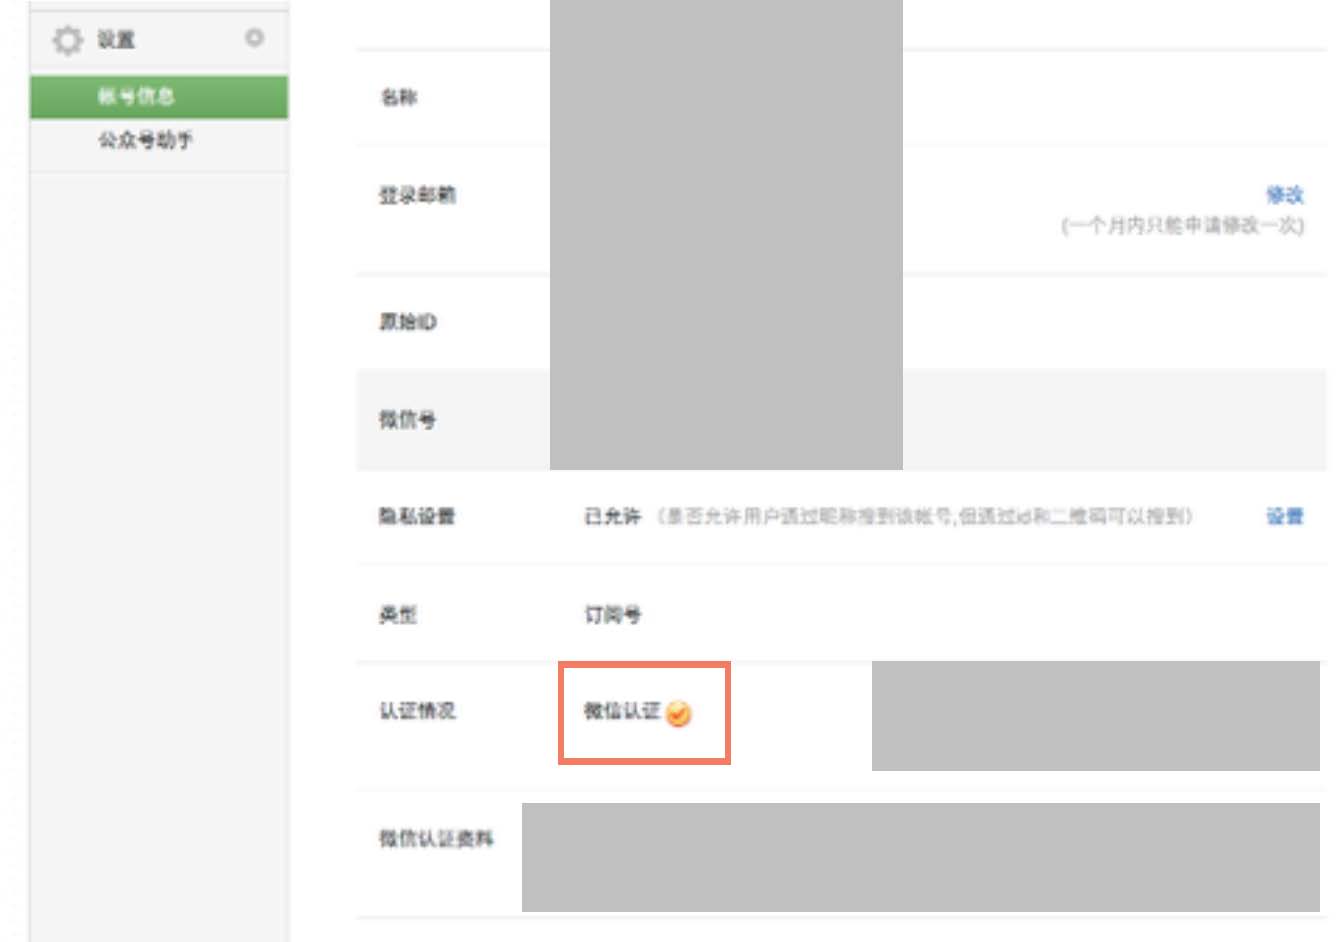 设置
帐号信息
公众号助手
名称
登录邮箱
修改
(一个月内只能申请修改一次)
原始ID
微信号
隐私设置
已允许 (是否允许用户通过昵称搜到该帐号,但通过id和二维码可以搜到)
设置
类型
订阅号
认证情况
微信认证
微信认证资料